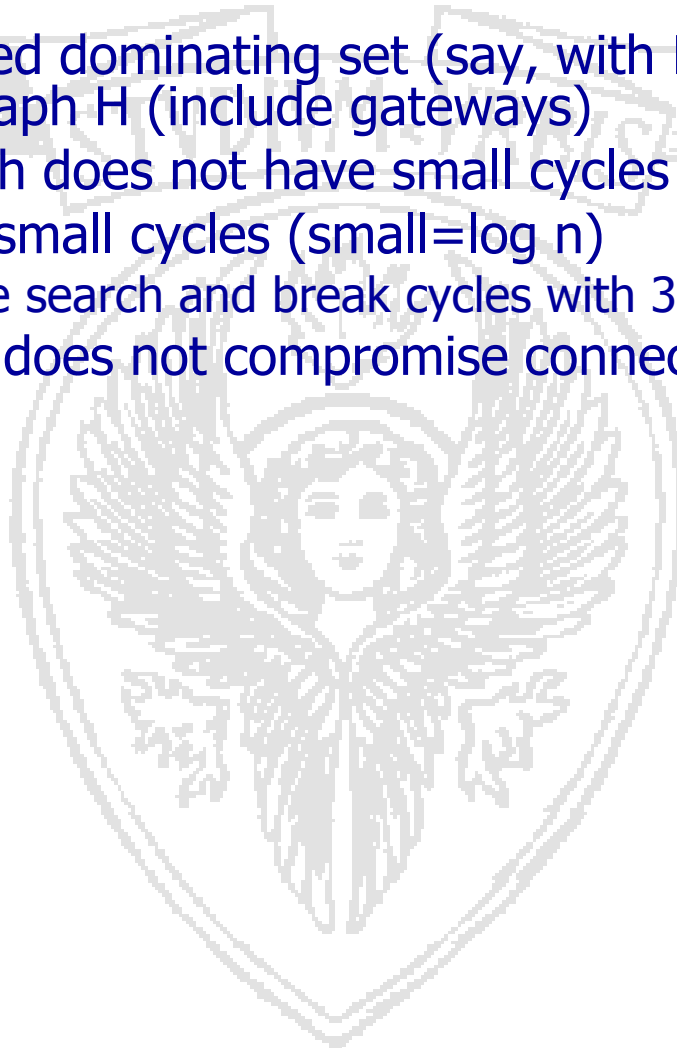 ed dominating set (say, with
aph H (include gateways)
h does not have small cycles
small cycles (small=log n)
e search and break cycles with 3
does not compromise connec